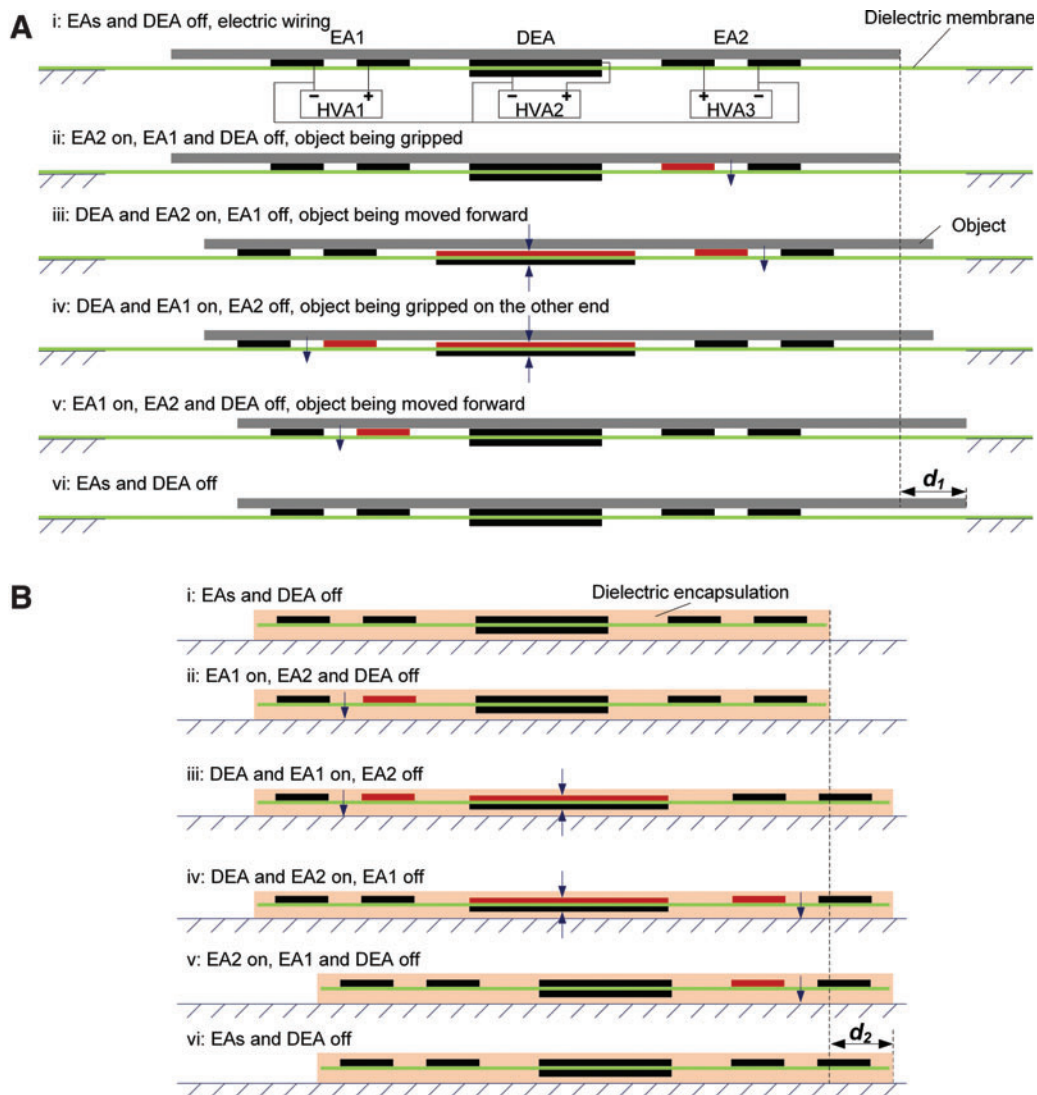 A
i: EAs and DEA off, electric wiring
Dielectric membrane
EA1
DEA
EA2
− + − + + −
HVA1
HVA2
HVA3
ii: EA2 on, EA1 and DEA off, object being gripped
iii: DEA and EA2 on, EA1 off, object being moved forward
Object
iv: DEA and EA1 on, EA2 off, object being gripped on the other end
v: EA1 on, EA2 and DEA off, object being moved forward
vi: EAs and DEA off
d1
B
i: EAs and DEA off
Dielectric encapsulation
ii: EA1 on, EA2 and DEA off
iii: DEA and EA1 on, EA2 off
iv: DEA and EA2 on, EA1 off
v: EA2 on, EA1 and DEA off
vi: EAs and DEA off
d2